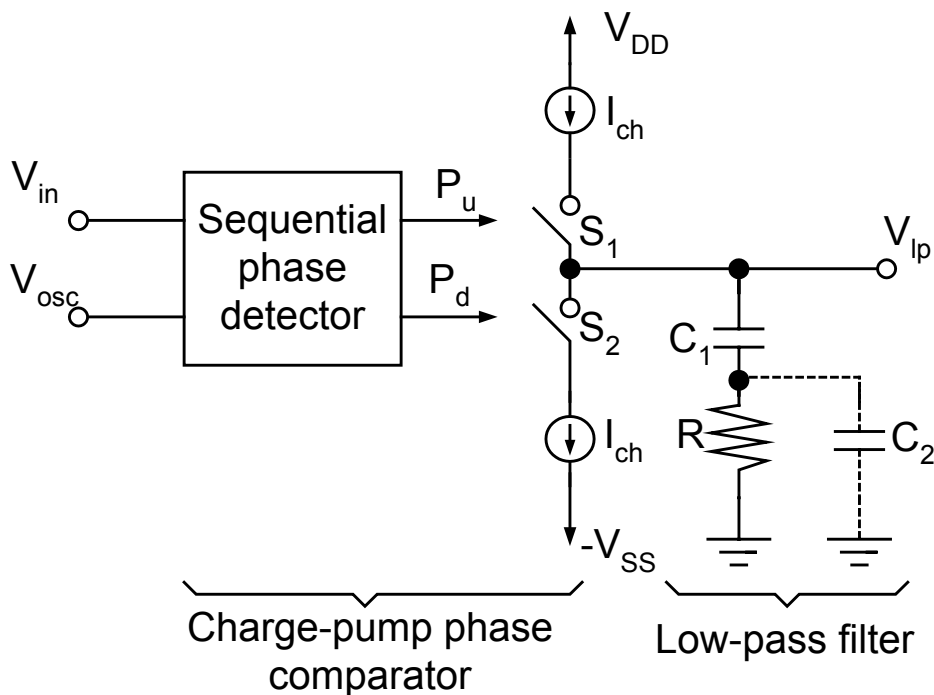 V_DD
I_ch
V_in
P_u
Sequential
phase
detector
S_1
V_lp
V_osc
P_d
S_2
C_1
R
C_2
I_ch
-V_SS
Charge-pump phase
comparator
Low-pass filter